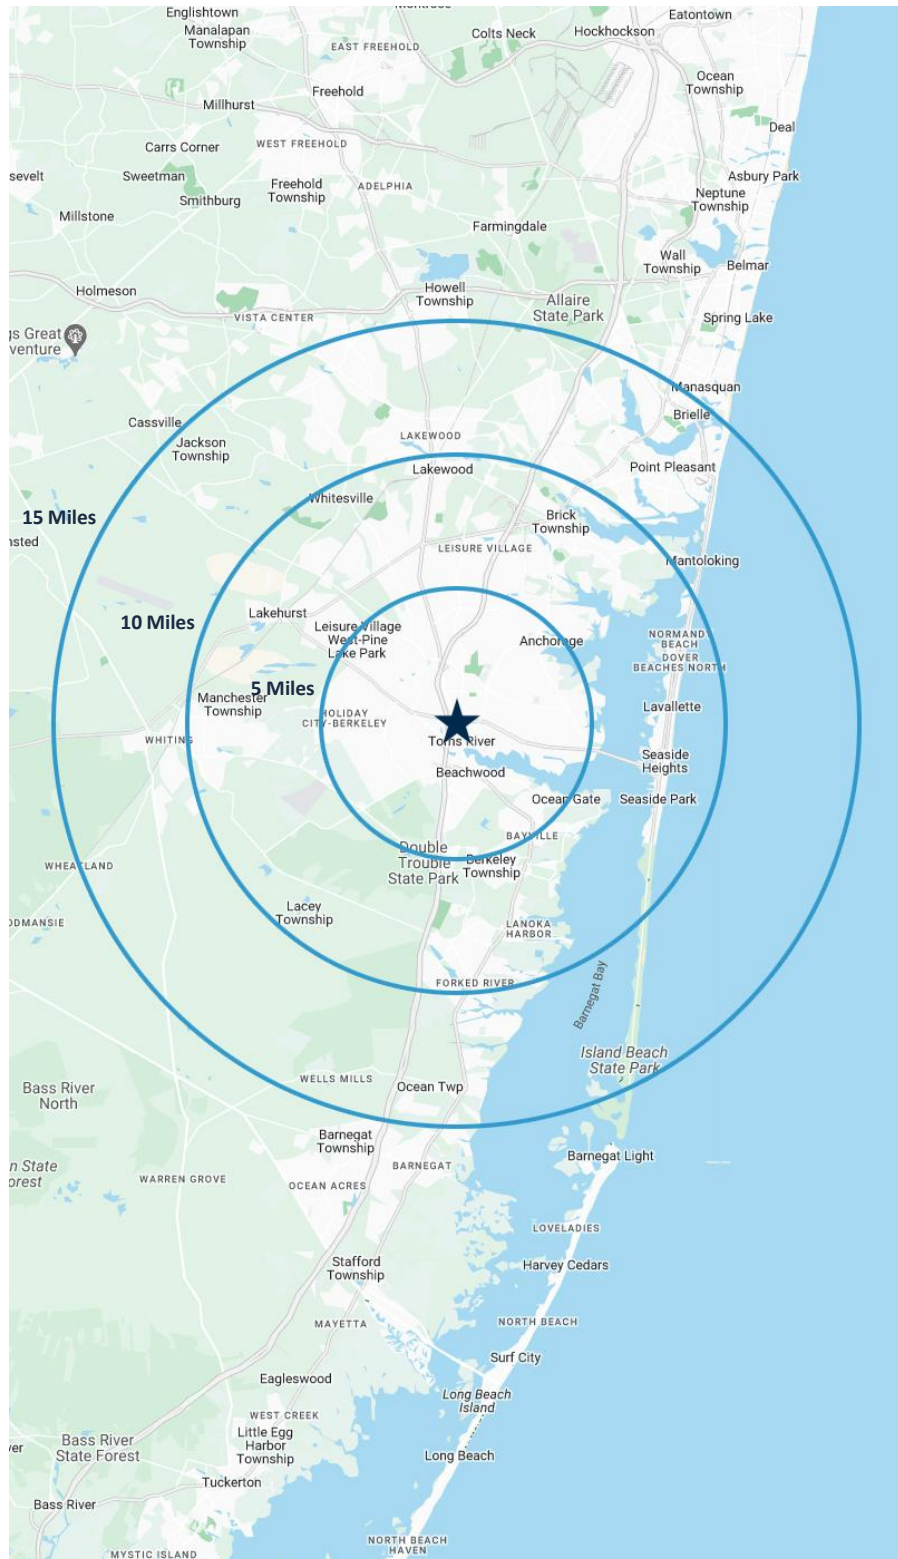 Englishtown
Manalapan
Township
EAST FREEHOLD
Colts Neck
Hockhockson
Eatontown
Ocean
Township
Freehold
Millhurst
Deal
Carrs Corner
WEST FREEHOLD
sevelt
Sweetman
Freehold
Township
ADELPHIA
Asbury Park
Smithburg
Neptune
Township
Millstone
Farmingdale
Wall
Township
Belmar
Holmeson
Howell
Township
Allaire
State Park
VISTA CENTER
Spring Lake
gs Great
venture
Manasquan
Brielle
Cassville
Jackson
Township
LAKEWOOD
Lakewood
Point Pleasant
Whitesville
15 Miles
Brick
Township
nsted
LEISURE VILLAGE
Mantoloking
Lakehurst
10 Miles
Leisure Village
West-Pine
Lake Park
Anchorage
NORMANDY
BEACH
DOVER
BEACHES NORTH
5 Miles
Manchester
Township
HOLIDAY
CITY-BERKELEY
Lavallette
WHITING
Toms River
Seaside
Heights
Beachwood
Ocean Gate
Seaside Park
BAYVILLE
Double
Trouble
State Park
Berkeley
Township
WHEATLAND
Lacey
Township
ODMANSIE
LANOKA
HARBOR
FORKED RIVER
Barnegat Bay
Island Beach
State Park
WELLS MILLS
Ocean Twp
Bass River
North
Barnegat
Township
Barnegat Light
BARNEGAT
n State
orest
WARREN GROVE
OCEAN ACRES
LOVELADIES
Stafford
Township
Harvey Cedars
MAYETTA
NORTH BEACH
Surf City
Eagleswood
Long Beach
Island
WEST CREEK
Little Egg
Harbor
Township
Bass River
State Forest
ver
Long Beach
Tuckerton
Bass River
NORTH BEACH
HAVEN
MYSTIC ISLAND